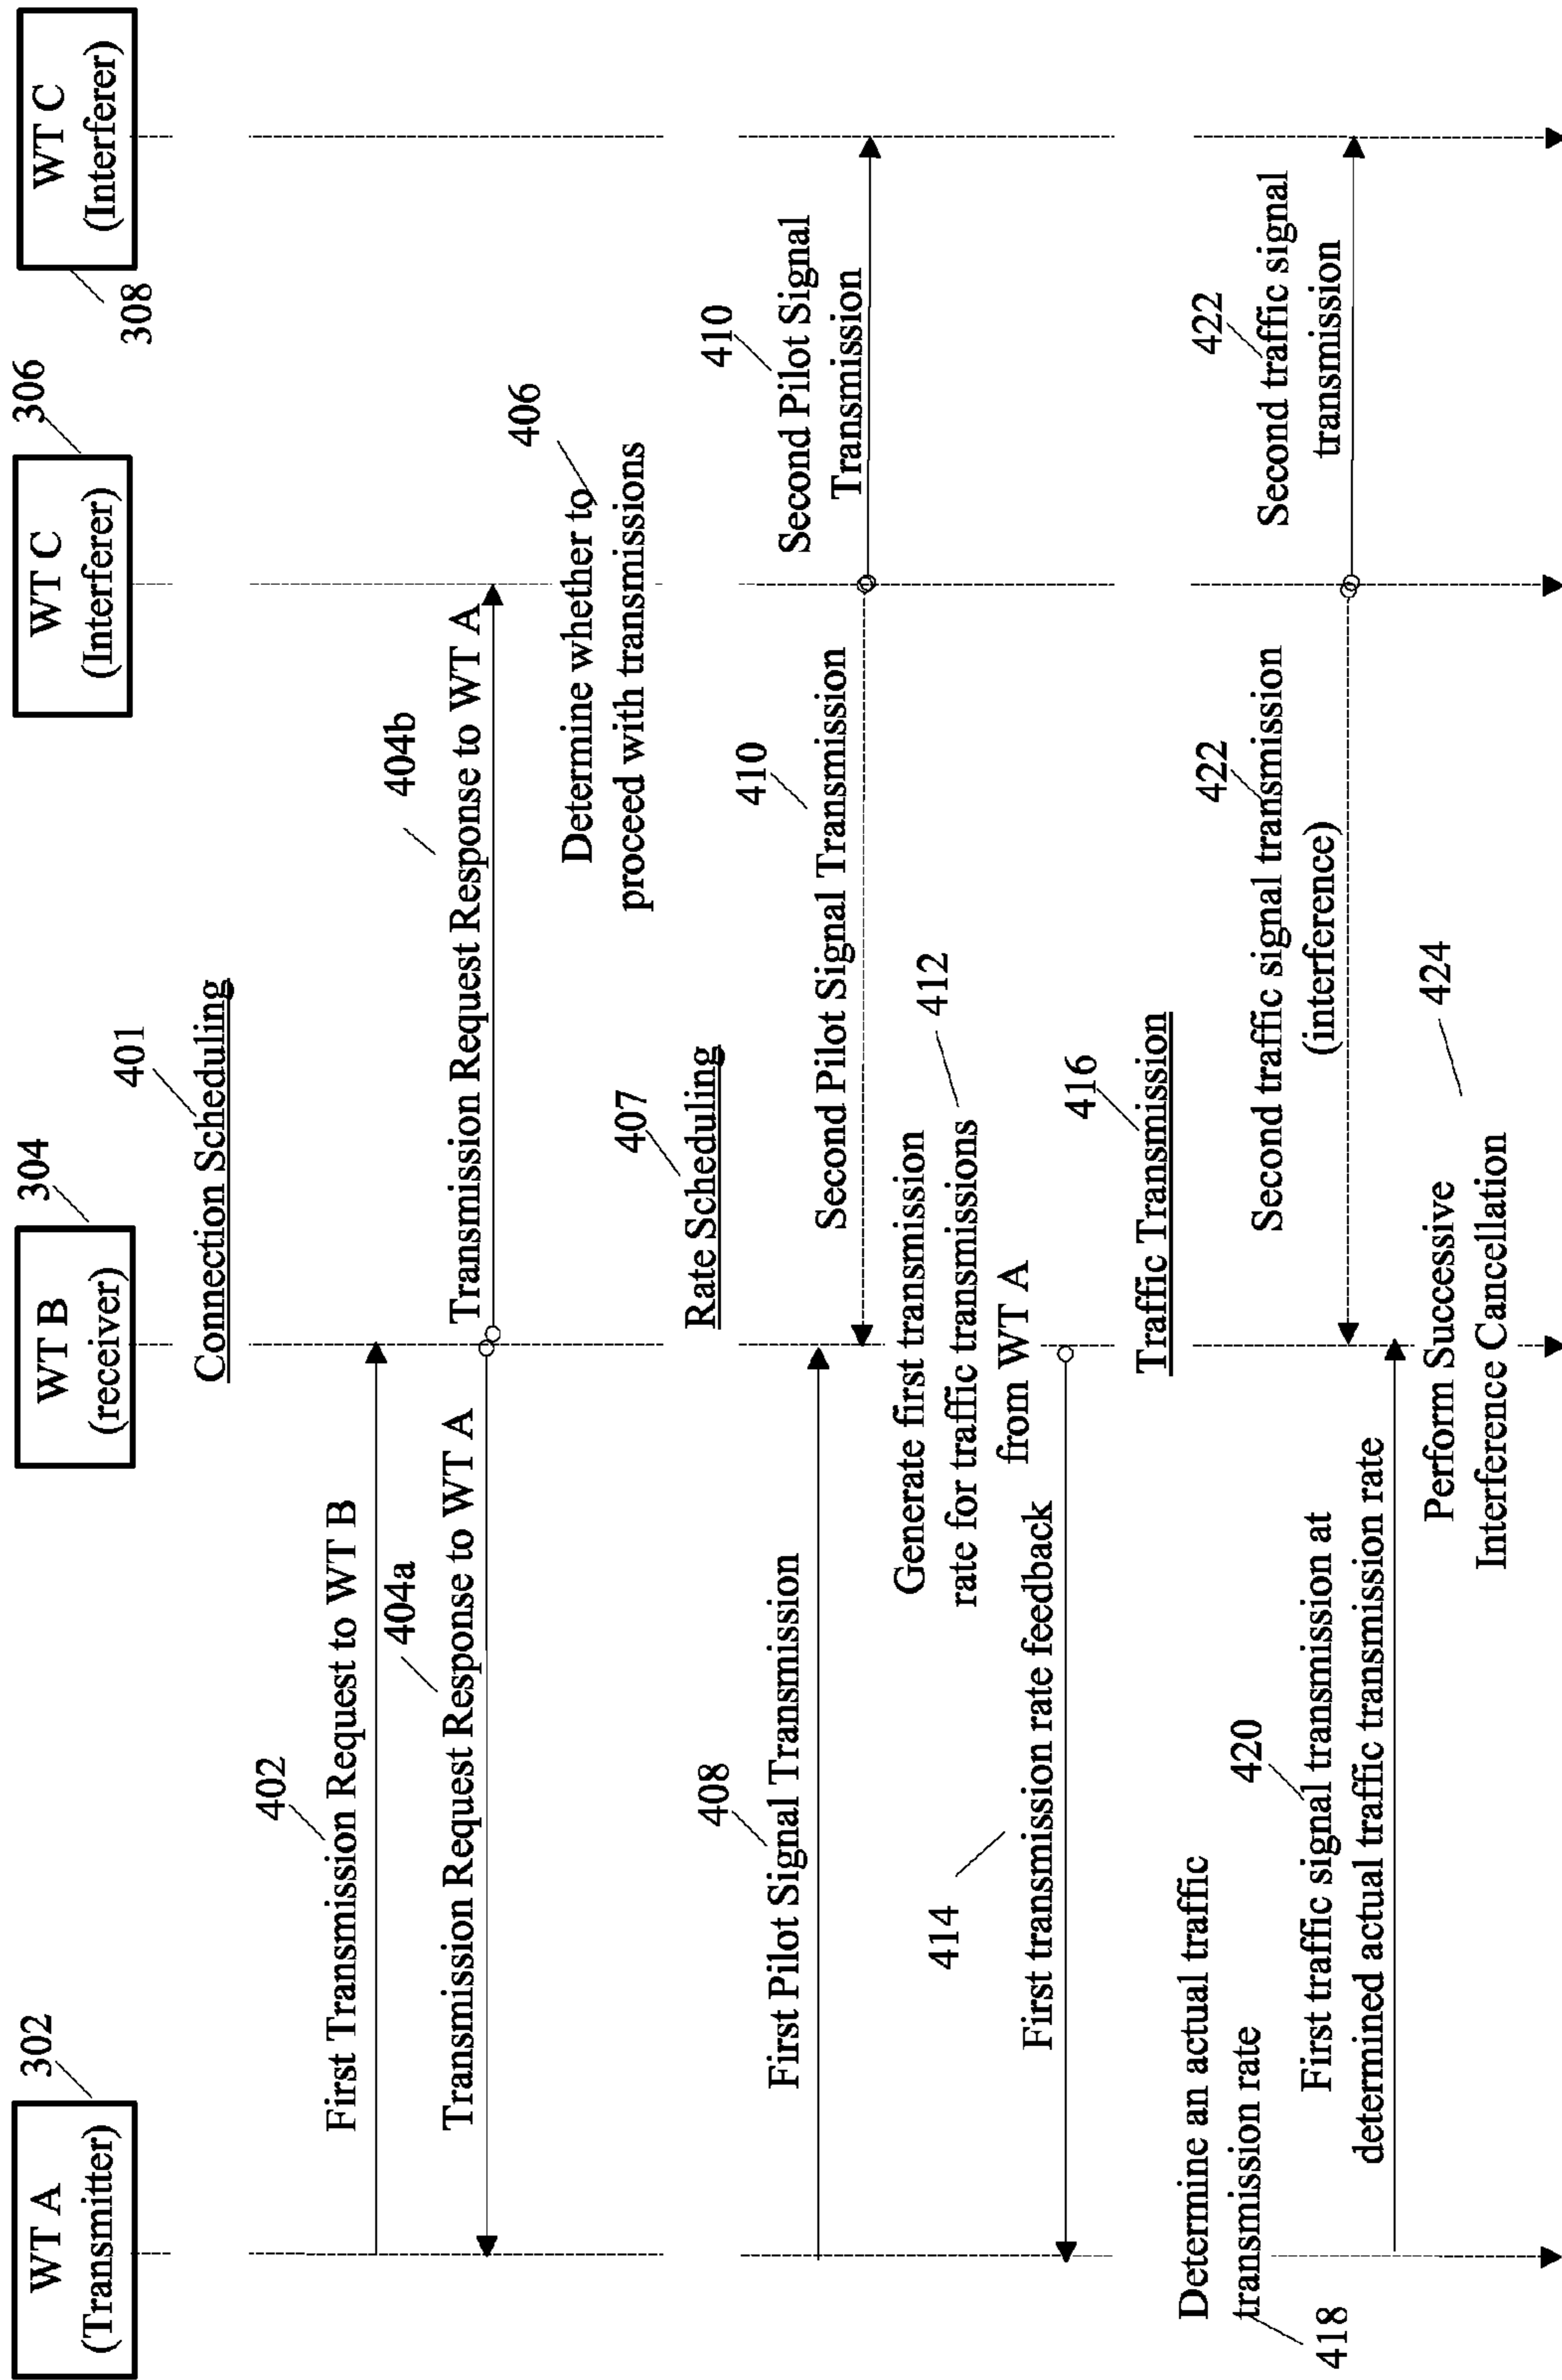 302
304
306
WT A
(Transmitter)
WT B
(receiver)
WT C
(Interferer)
WT C
(Interferer)
308
401
Connection Scheduling
402
First Transmission Request to WT B
404a
Transmission Request Response to WT A
404b
Transmission Request Response to WT A
406
Determine whether to
proceed with transmissions
407
Rate Scheduling
408
First Pilot Signal Transmission
410
Second Pilot Signal Transmission
410
Second Pilot Signal
Transmission
412
Generate first transmission
rate for traffic transmissions
from WT A
414
First transmission rate feedback
416
Traffic Transmission
Determine an actual traffic
transmission rate
418
420
First traffic signal transmission at
determined actual traffic transmission rate
422
Second traffic signal transmission
(interference)
422
Second traffic signal
transmission
424
Perform Successive
Interference Cancellation